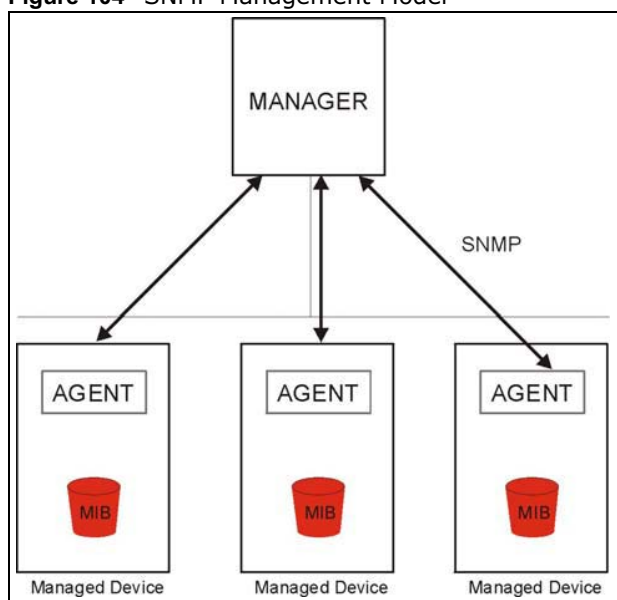 Figure 104 SNMP Management Model
MANAGER
SNMP
AGENT AGENT AGENT
MIB MIB MIB
Managed Device Managed Device Managed Device